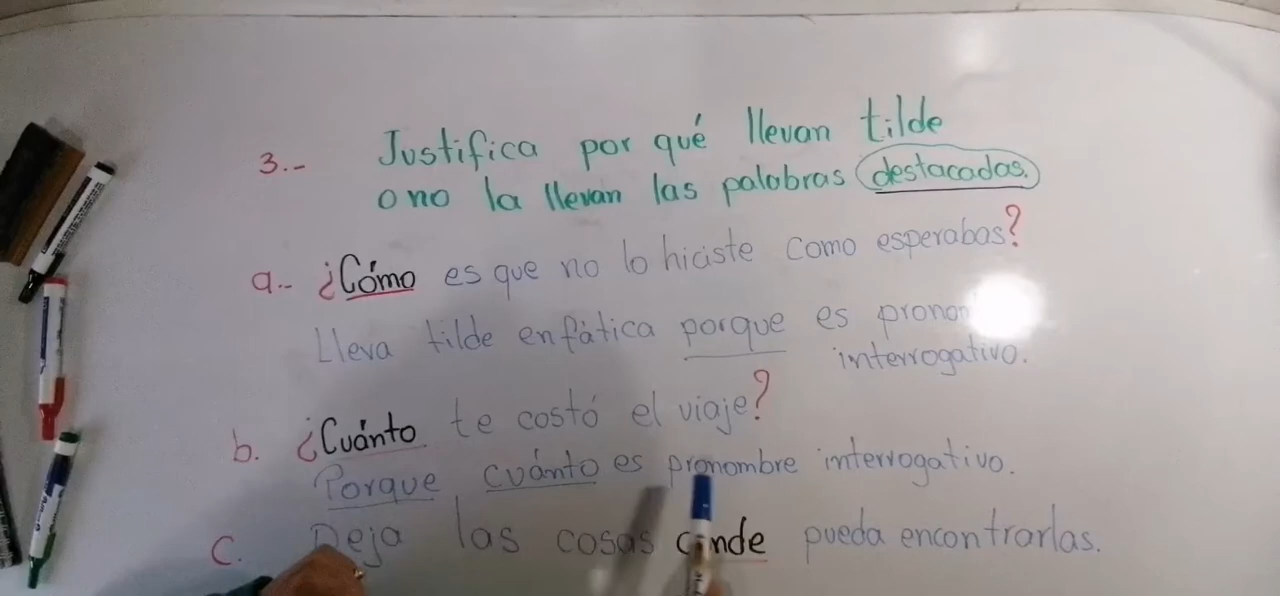 3.- Justifica por qué llevan tilde
o no la llevan las palabras destacadas.
a.- ¿Cómo es que no lo hiciste como esperabas?
Lleva tilde enfática porque es
interrogativo.
b. ¿Cuánto te costó el viaje?
Porque cuánto es pronombre interrogativo.
c. Deja las cosas pueda encontrarlas.